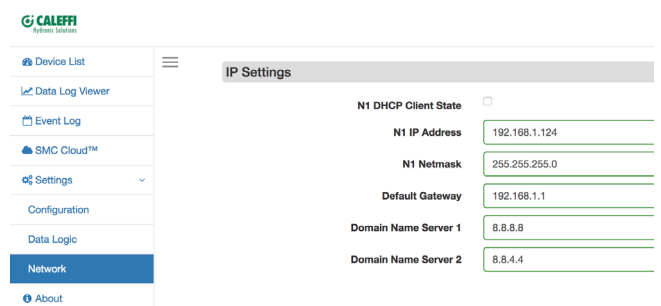 CALEFFI
Hydronic Solutions
Device List
Data Log Viewer
Event Log
SMC Cloud™
Settings
Configuration
Data Logic
Network
About
IP Settings
N1 DHCP Client State
N1 IP Address
192.168.1.124
N1 Netmask
255.255.255.0
Default Gateway
192.168.1.1
Domain Name Server 1
8.8.8.8
Domain Name Server 2
8.8.4.4